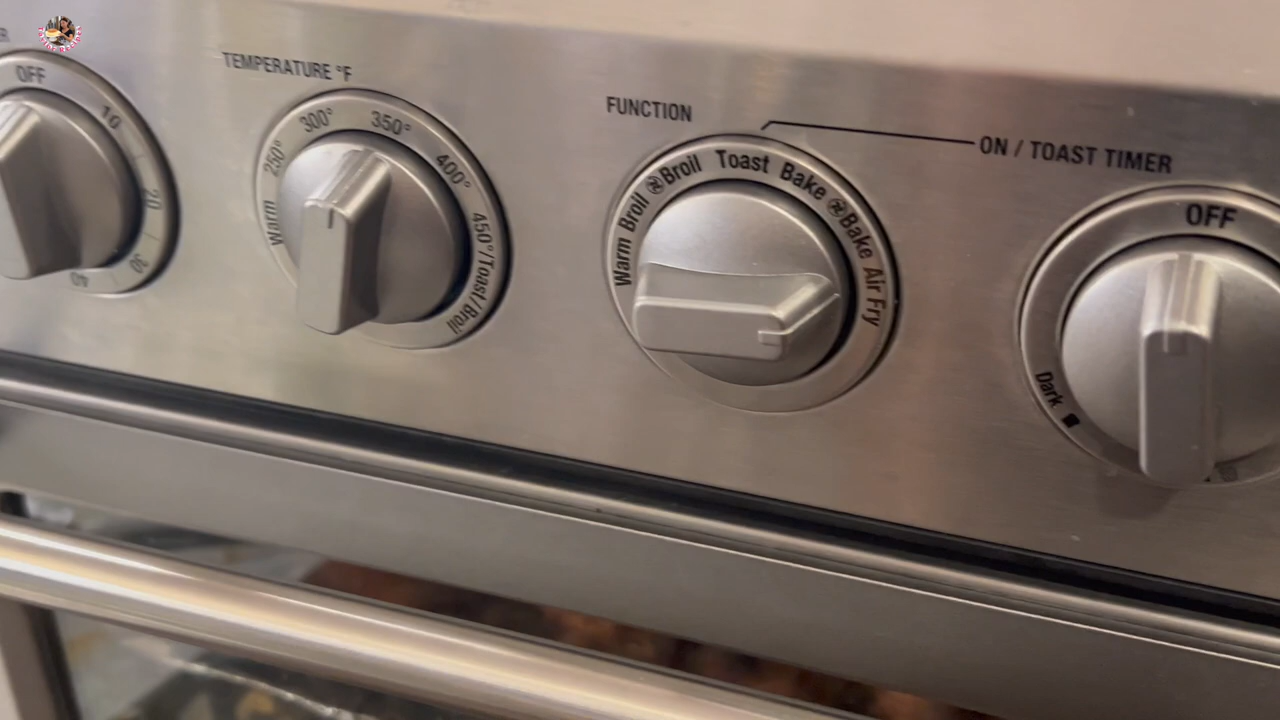 OFF
10
20
30
40
TEMPERATURE °F
Warm
250°
300°
350°
400°
450°/Toast/Broil
FUNCTION
Warm
Broil
Broil
Toast
Bake
Bake
Air Fry
ON / TOAST TIMER
OFF
Dark